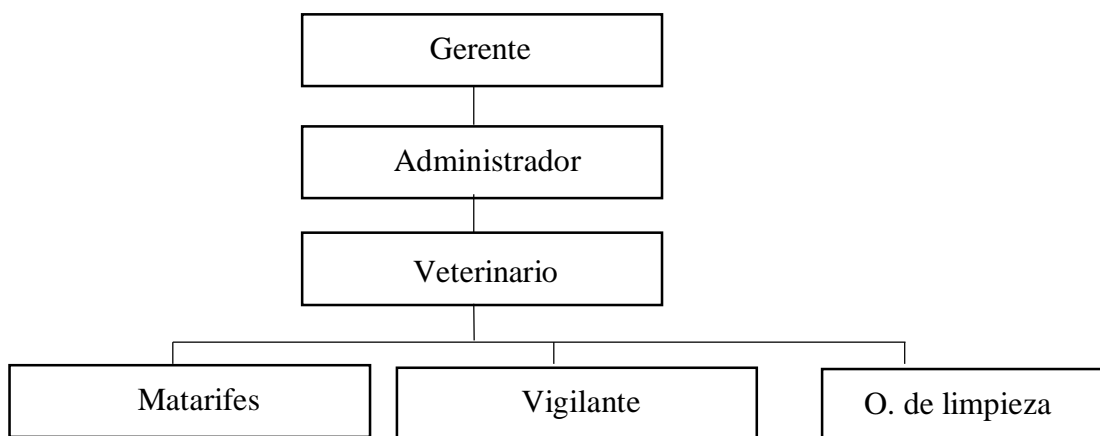 Gerente
Administrador
Veterinario
Matarifes
Vigilante
O. de limpieza